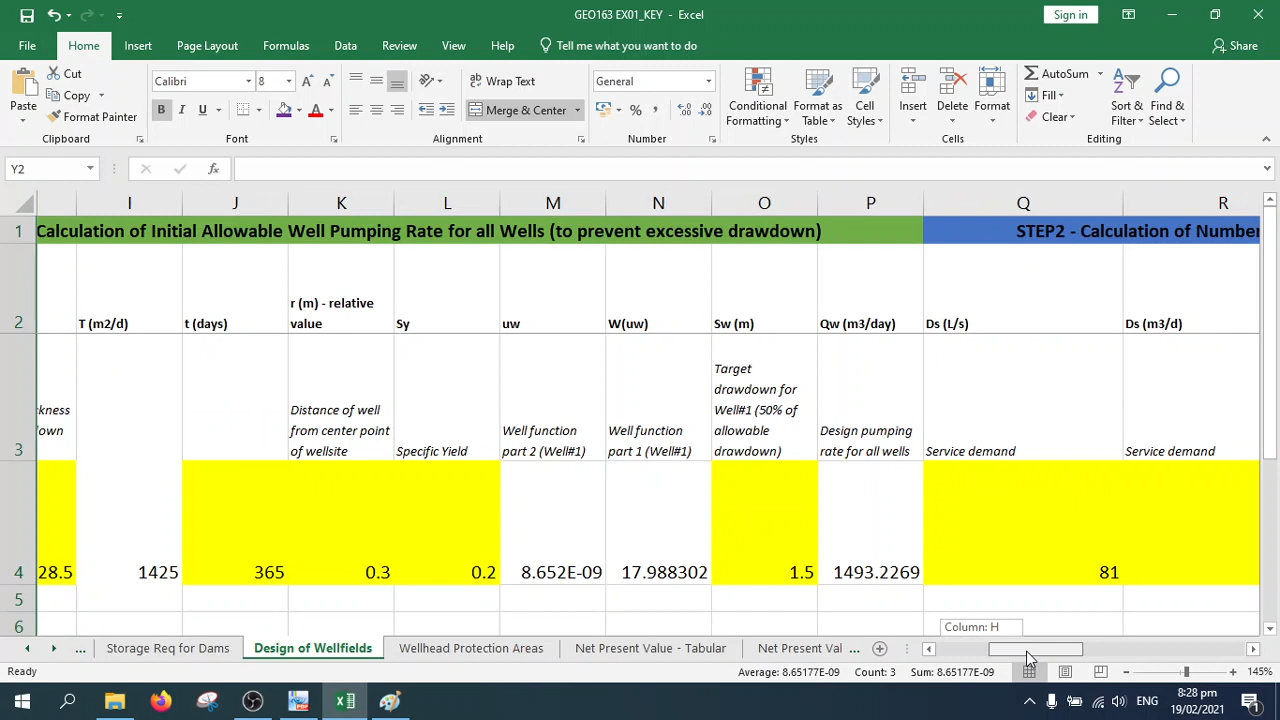 GEO163 EX01_KEY - Excel
Sign in
File Home Insert Page Layout Formulas Data Review View Help Tell me what you want to do Share
Paste
Cut
Copy
Format Painter
Clipboard
Calibri 8
B I U
Font
Wrap Text
Merge & Center
Alignment
General
Number
Conditional Formatting
Format as Table
Cell Styles
Styles
Insert Delete Format
Cells
AutoSum
Fill
Clear
Sort & Filter
Find & Select
Editing
Y2
fx
I J K L M N O P Q R
1 Calculation of Initial Allowable Well Pumping Rate for all Wells (to prevent excessive drawdown) STEP2 - Calculation of Number
2 T (m2/d) t (days) r (m) - relative value Sy uw W(uw) Sw (m) Qw (m3/day) Ds (L/s) Ds (m3/d)
3 Distance of well from center point of wellsite Specific Yield Well function part 2 (Well#1) Well function part 1 (Well#1) Target drawdown for Well#1 (50% of allowable drawdown) Design pumping rate for all wells Service demand Service demand
4 28.5 1425 365 0.3 0.2 8.652E-09 17.988302 1.5 1493.2269 81
5
6
Column: H
... Storage Req for Dams Design of Wellfields Wellhead Protection Areas Net Present Value - Tabular Net Present Val ...
Ready Average: 8.65177E-09 Count: 3 Sum: 8.65177E-09 145%
ENG
8:28 pm
19/02/2021
1